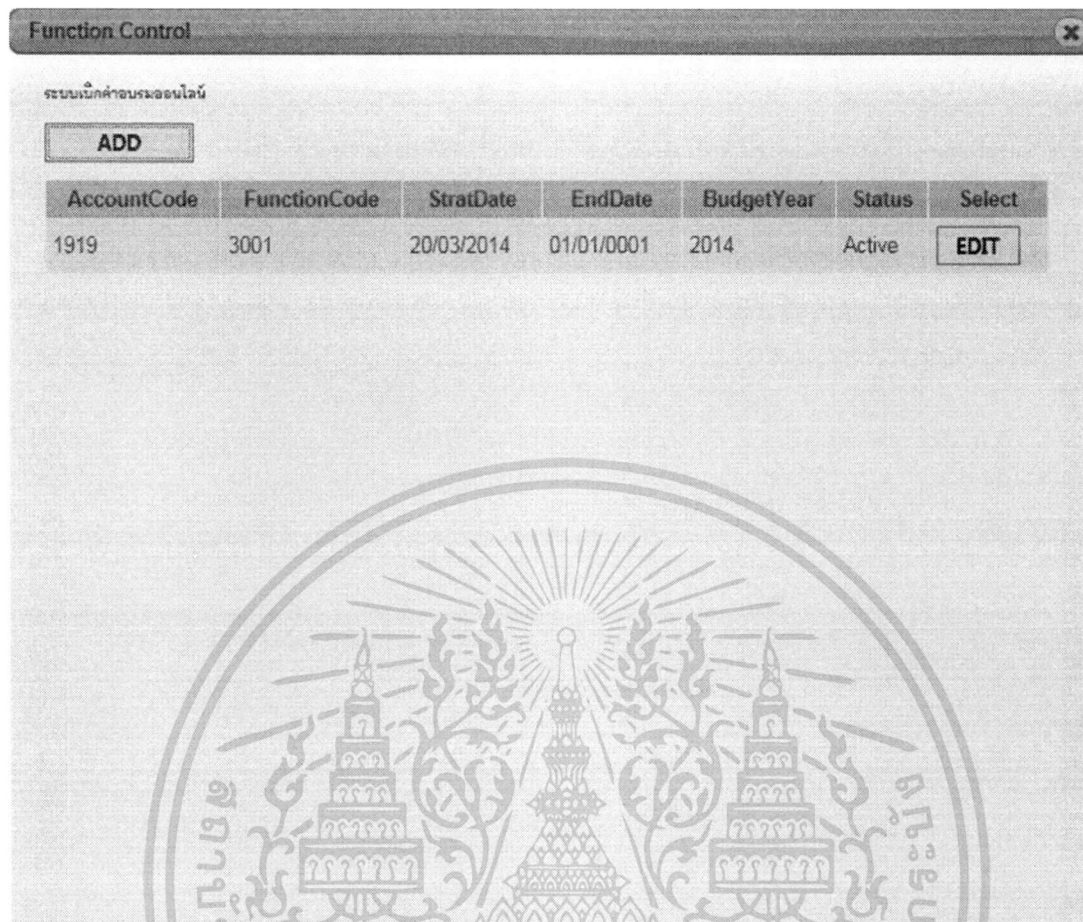 Function Control
ระบบเบิกค่าอบรมออนไลน์
ADD
AccountCode FunctionCode StratDate EndDate BudgetYear Status Select
1919 3001 20/03/2014 01/01/0001 2014 Active EDIT